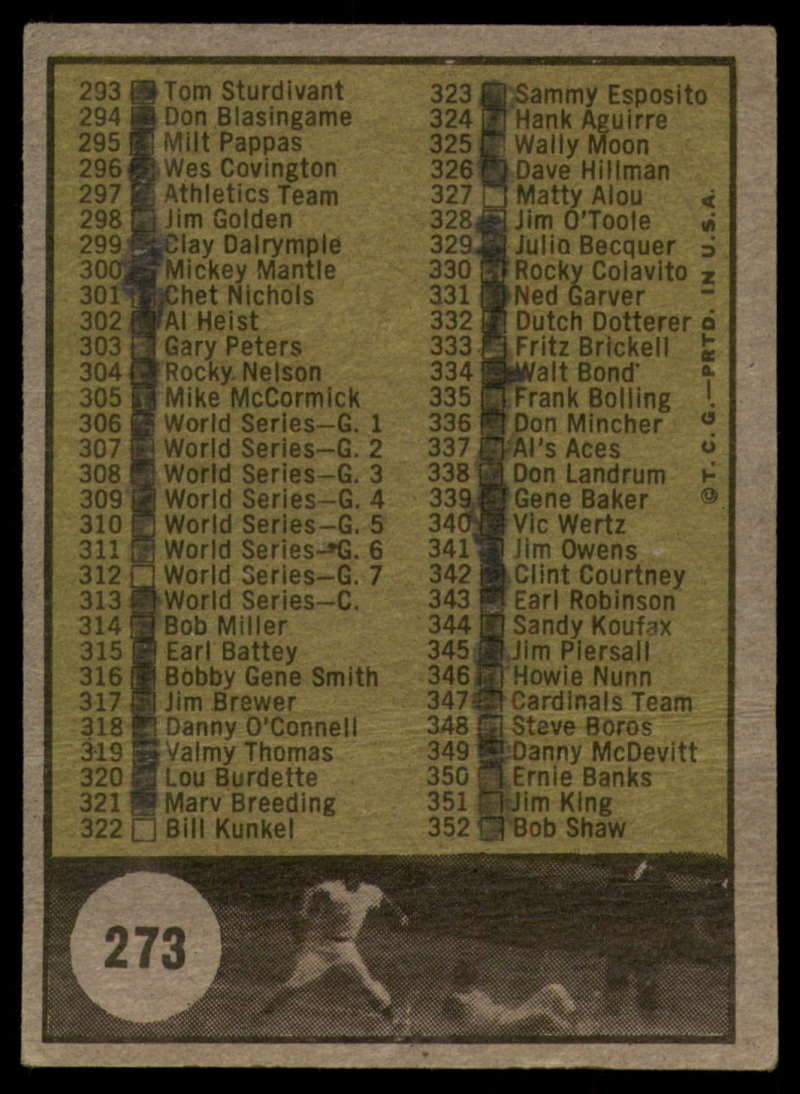 293 Tom Sturdivant
294 Don Blasingame
295 Milt Pappas
296 Wes Covington
297 Athletics Team
298 Jim Golden
299 Clay Dalrymple
300 Mickey Mantle
301 Chet Nichols
302 Al Heist
303 Gary Peters
304 Rocky Nelson
305 Mike McCormick
306 World Series—G. 1
307 World Series—G. 2
308 World Series—G. 3
309 World Series—G. 4
310 World Series—G. 5
311 World Series—G. 6
312 World Series—G. 7
313 World Series—C.
314 Bob Miller
315 Earl Battey
316 Bobby Gene Smith
317 Jim Brewer
318 Danny O'Connell
319 Valmy Thomas
320 Lou Burdette
321 Marv Breeding
322 Bill Kunkel
323 Sammy Esposito
324 Hank Aguirre
325 Wally Moon
326 Dave Hillman
327 Matty Alou
328 Jim O'Toole
329 Julio Becquer
330 Rocky Colavito
331 Ned Garver
332 Dutch Dotterer
333 Fritz Brickell
334 Walt Bond
335 Frank Bolling
336 Don Mincher
337 Al's Aces
338 Don Landrum
339 Gene Baker
340 Vic Wertz
341 Jim Owens
342 Clint Courtney
343 Earl Robinson
344 Sandy Koufax
345 Jim Piersall
346 Howie Nunn
347 Cardinals Team
348 Steve Boros
349 Danny McDevitt
350 Ernie Banks
351 Jim King
352 Bob Shaw
© T. C. G.—PRTD. IN U.S.A.
273